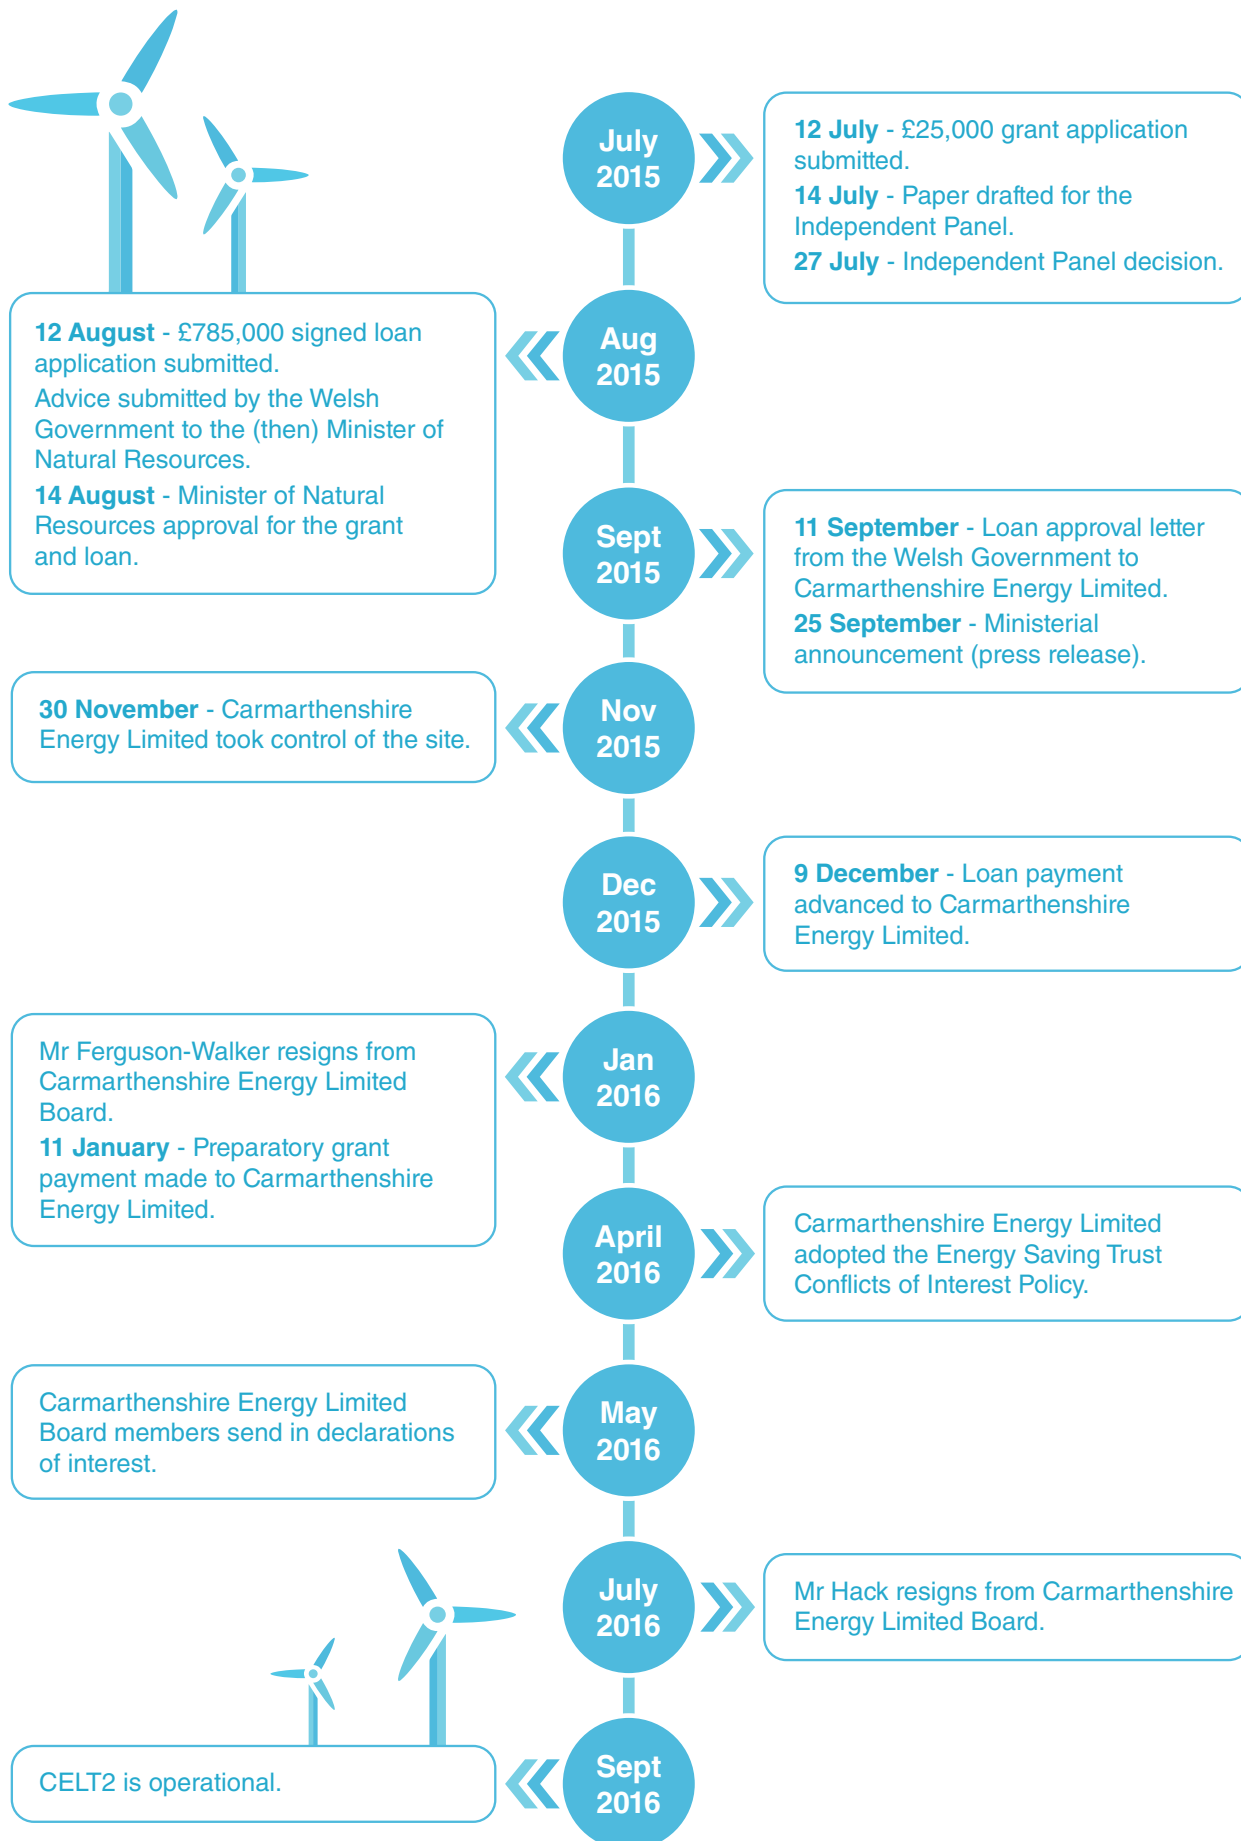 July
2015
12 July - £25,000 grant application
submitted.
14 July - Paper drafted for the
Independent Panel.
27 July - Independent Panel decision.
Aug
2015
12 August - £785,000 signed loan
application submitted.
Advice submitted by the Welsh
Government to the (then) Minister of
Natural Resources.
14 August - Minister of Natural
Resources approval for the grant
and loan.
Sept
2015
11 September - Loan approval letter
from the Welsh Government to
Carmarthenshire Energy Limited.
25 September - Ministerial
announcement (press release).
Nov
2015
30 November - Carmarthenshire
Energy Limited took control of the site.
Dec
2015
9 December - Loan payment
advanced to Carmarthenshire
Energy Limited.
Jan
2016
Mr Ferguson-Walker resigns from
Carmarthenshire Energy Limited
Board.
11 January - Preparatory grant
payment made to Carmarthenshire
Energy Limited.
April
2016
Carmarthenshire Energy Limited
adopted the Energy Saving Trust
Conflicts of Interest Policy.
May
2016
Carmarthenshire Energy Limited
Board members send in declarations
of interest.
July
2016
Mr Hack resigns from Carmarthenshire
Energy Limited Board.
Sept
2016
CELT2 is operational.